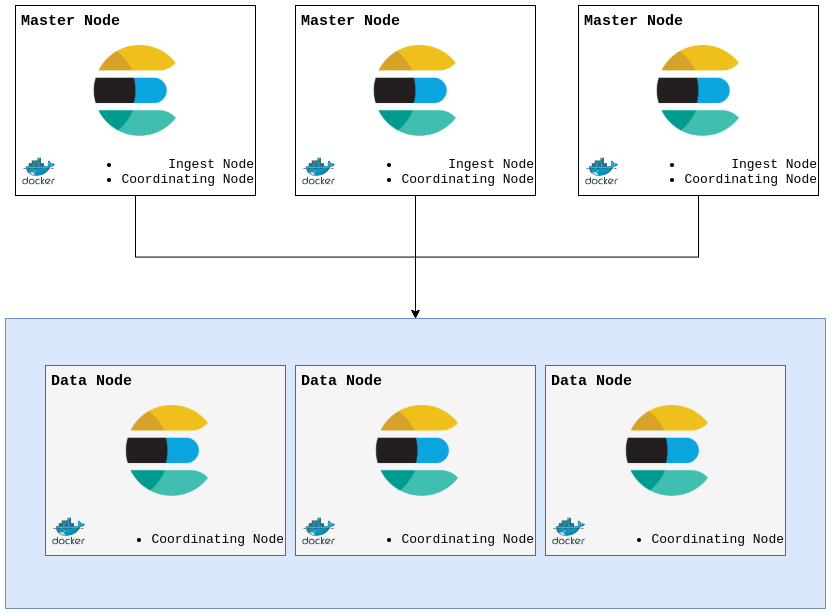 Master Node
Master Node
Master Node
docker
• Ingest Node
• Coordinating Node
docker
• Ingest Node
• Coordinating Node
docker
• Ingest Node
• Coordinating Node
Data Node
Data Node
Data Node
docker
• Coordinating Node
docker
• Coordinating Node
docker
• Coordinating Node